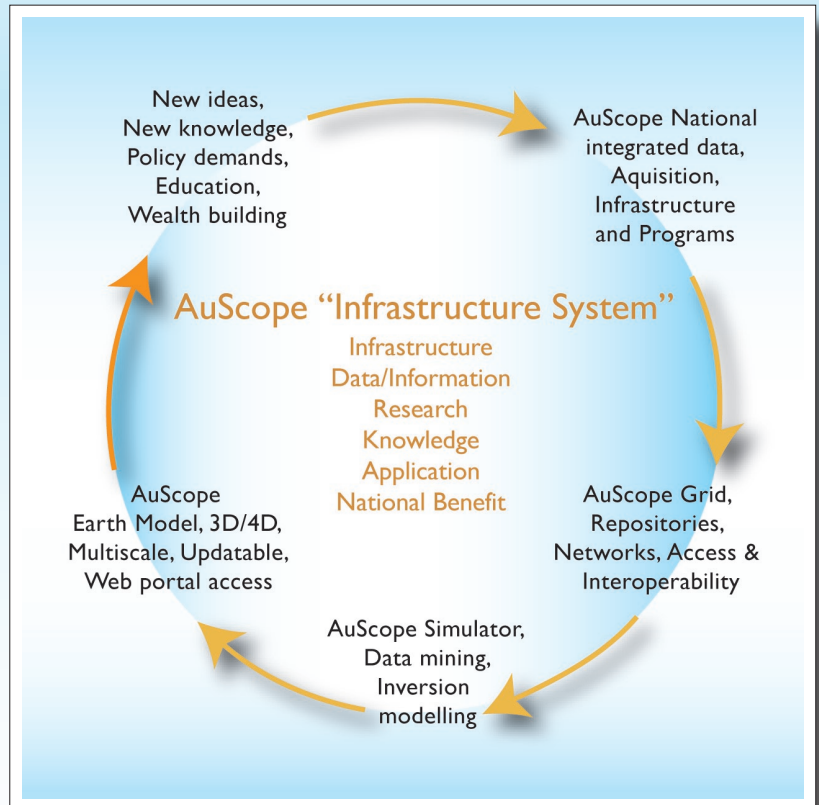 New ideas,
New knowledge,
Policy demands,
Education,
Wealth building
AuScope National
integrated data,
Aquisition,
Infrastructure
and Programs
AuScope “Infrastructure System”
Infrastructure
Data/Information
Research
Knowledge
Application
National Benefit
AuScope
Earth Model, 3D/4D,
Multiscale, Updatable,
Web portal access
AuScope Grid,
Repositories,
Networks, Access &
Interoperability
AuScope Simulator,
Data mining,
Inversion
modelling